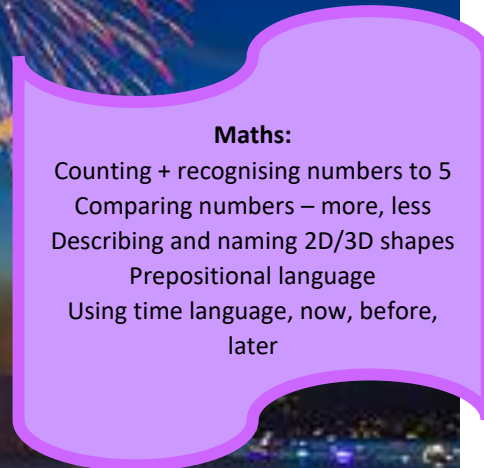 Maths:
Counting + recognising numbers to 5
Comparing numbers – more, less
Describing and naming 2D/3D shapes
Prepositional language
Using time language, now, before,
later